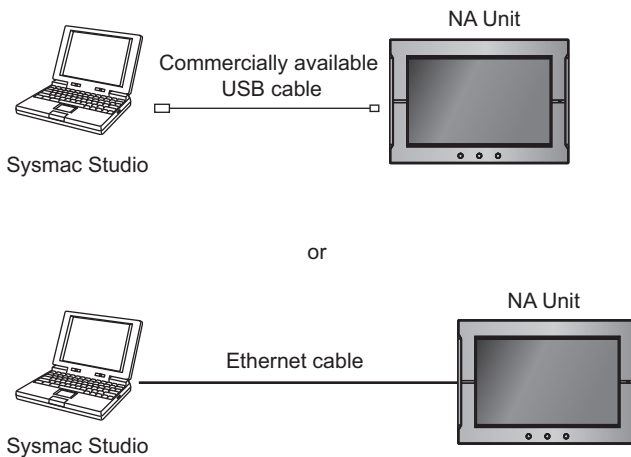 NA Unit
Commercially available
USB cable
Sysmac Studio
or
NA Unit
Ethernet cable
Sysmac Studio